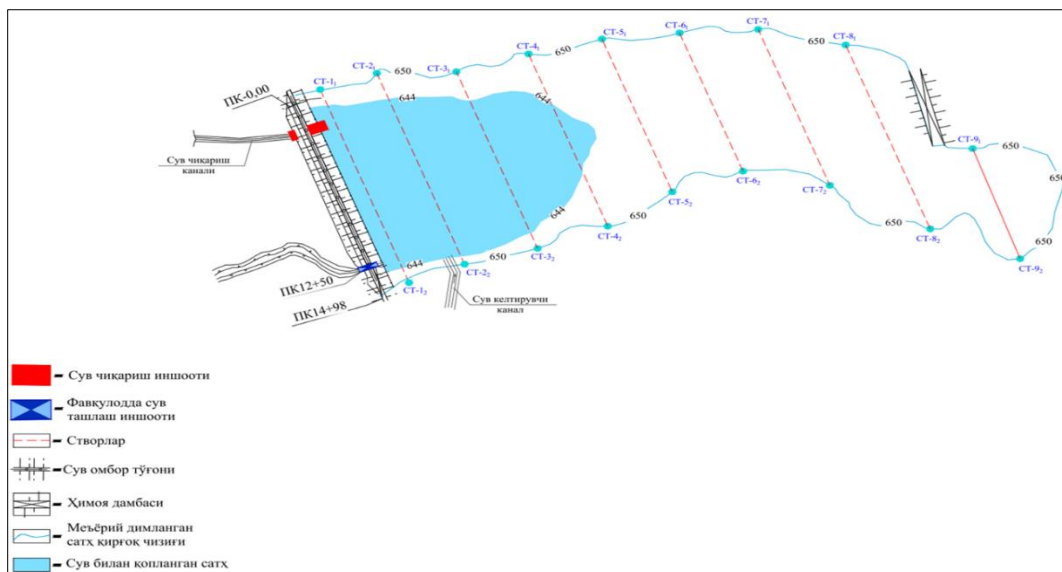 СТ-1₁
СТ-2₁
650
СТ-3₁
СТ-4₁
650
СТ-5₁
650
СТ-6₁
СТ-7₁
650
СТ-8₁
ПК-0,00
644
644
Сув чиқариш
канали
СТ-9₁
650
650
СТ-5₂
СТ-6₂
СТ-7₂
650
644
650
СТ-4₂
СТ-3₂
650
СТ-2₂
644
СТ-1₂
СТ-8₂
650
СТ-9₂
ПК12+50
ПК14+98
Сув келтирувчи
канал
Сув чиқариш иншооти
Фавқулодда сув
ташлаш иншооти
Створлар
Сув омбор тўғони
Ҳимоя дамбаси
Меъёрий димланган
сатҳ қирғоқ чизиғи
Сув билан қопланган сатҳ